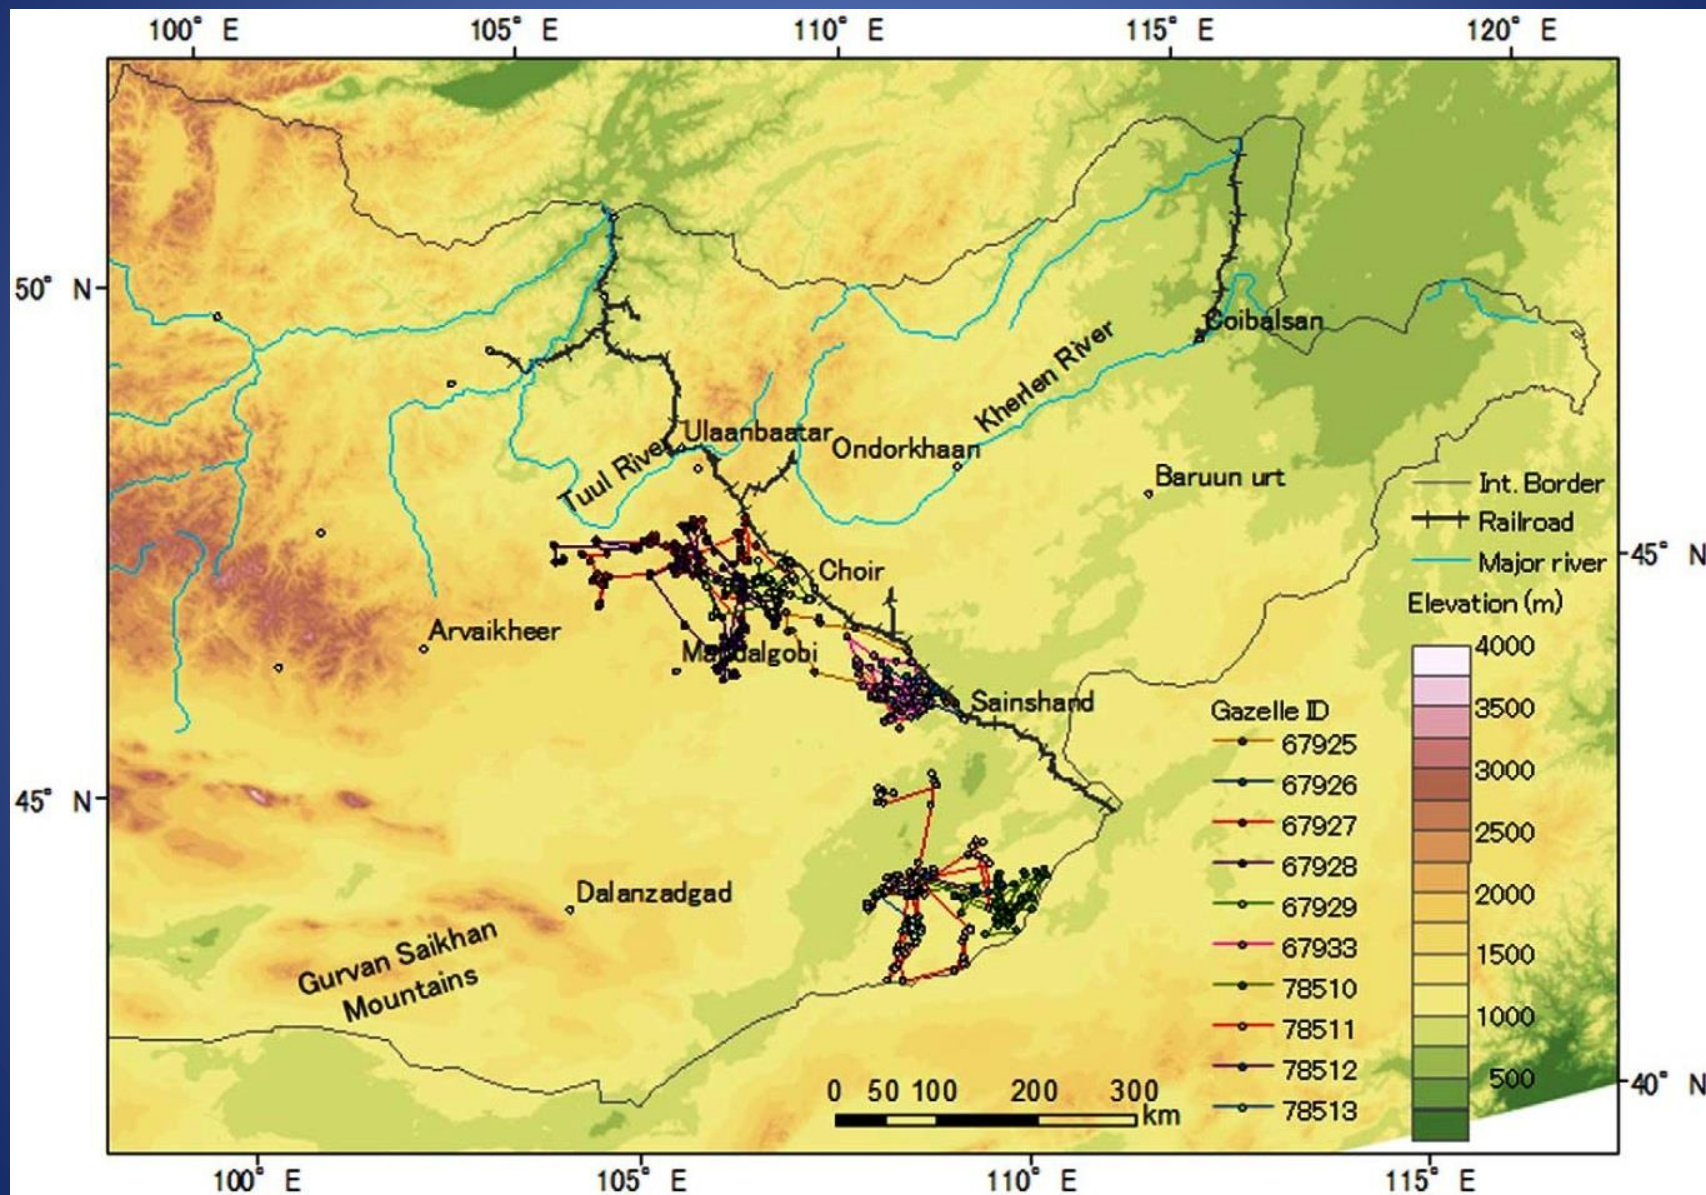 100° E 105° E 110° E 115° E 120° E
50° N
Coibalsan
Kherlen River
Ulaanbaatar
Ondorkhaan
Tuul River
Baruun urt
Int. Border
Railroad
Major river
45° N
Choir
Elevation (m)
Arvaikheer
Mandalgobi
4000
3500
3000
2500
2000
1500
1000
500
Sainshand
Gazelle ID
67925
67926
67927
67928
67929
67933
78510
78511
78512
78513
45° N
Dalanzadgad
Gurvan Saikhan
Mountains
0 50 100 200 300
km
40° N
100° E 105° E 110° E 115° E